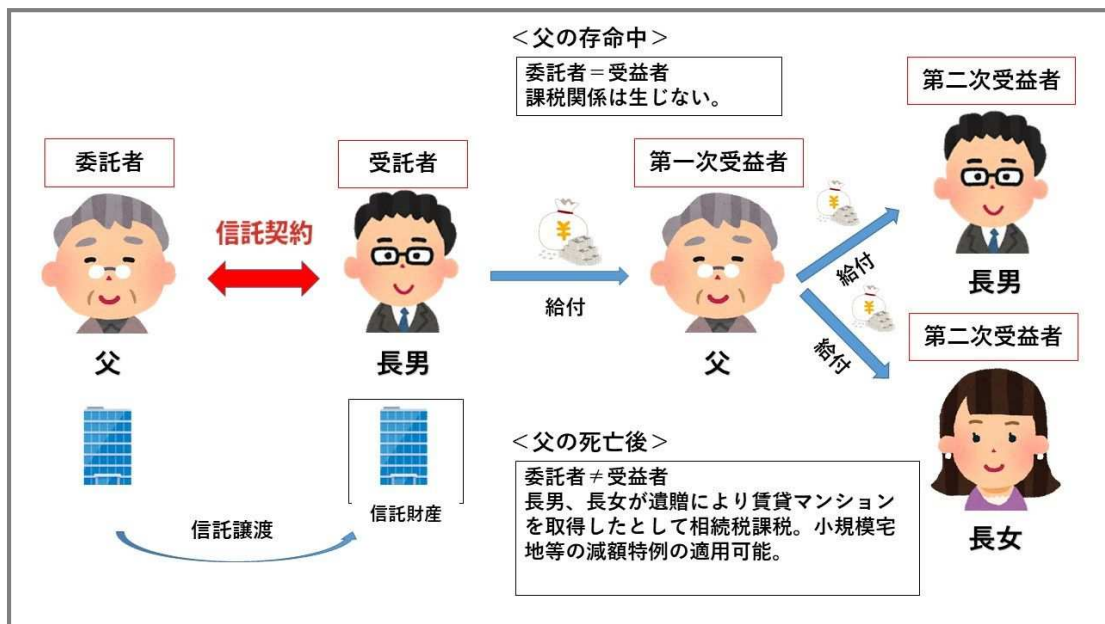 ＜父の存命中＞
委託者＝受益者
課税関係は生じない。
委託者
受託者
第一次受益者
第二次受益者
信託契約
¥
給付
¥
給付
長男
父
長男
父
¥
給付
第二次受益者
信託財産
信託譲渡
＜父の死亡後＞
委託者≠受益者
長男、長女が遺贈により賃貸マンション
を取得したとして相続税課税。小規模宅
地等の減額特例の適用可能。
長女